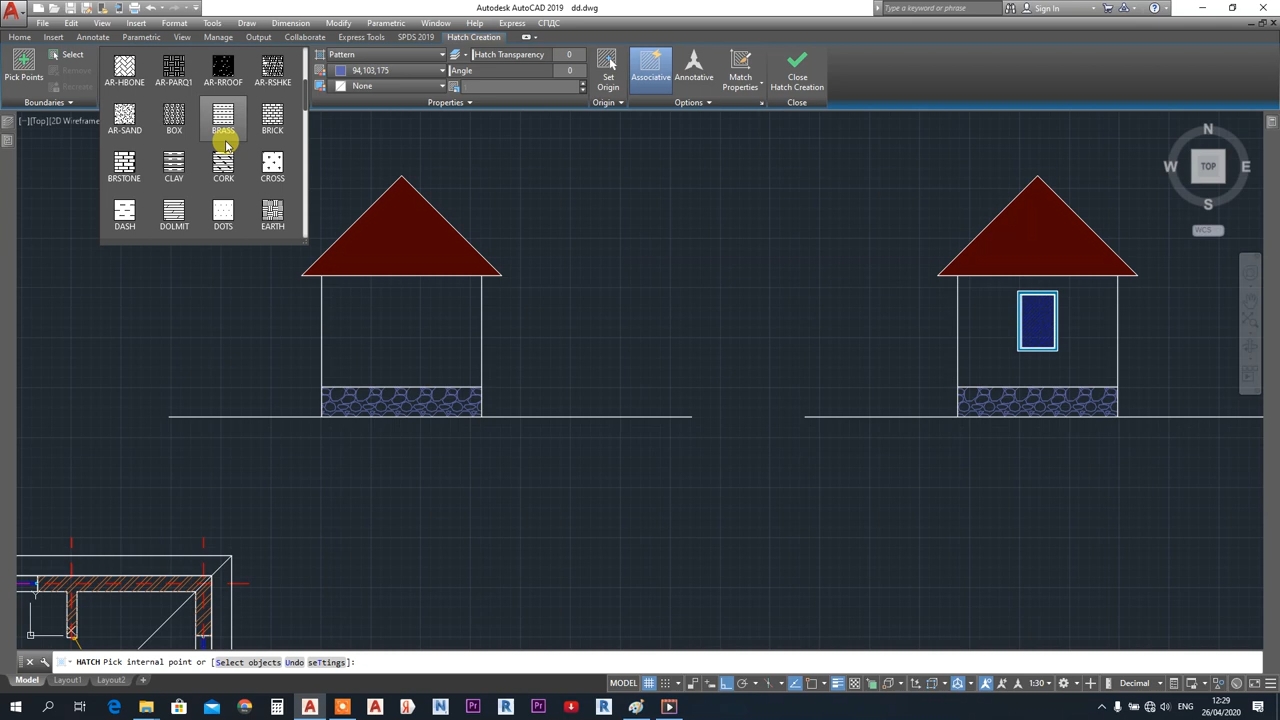 Autodesk AutoCAD 2019 dd.dwg
Type a keyword or phrase
Sign In
File Edit View Insert Format Tools Draw Dimension Modify Parametric Window Help Express СПДС
Home Insert Annotate Parametric View Manage Output Collaborate Express Tools SPDS 2019 Hatch Creation
Pick Points
Select
Remove
Recreate
Boundaries
AR-HBONE AR-PARQ1 AR-RROOF AR-RSHKE
AR-SAND BOX BRASS BRICK
BRSTONE CLAY CORK CROSS
DASH DOLMIT DOTS EARTH
Pattern
94,103,175
None
Hatch Transparency 0
Angle 0
1
Properties
Set Origin
Origin
Associative
Annotative
Match Properties
Options
Close Hatch Creation
Close
[−][Top][2D Wirefram
N
W TOP E
S
WCS
HATCH Pick internal point or [Select objects Undo seTtings]:
Model Layout1 Layout2 +
MODEL 1:30 Decimal
ENG
12:29
26/04/2020